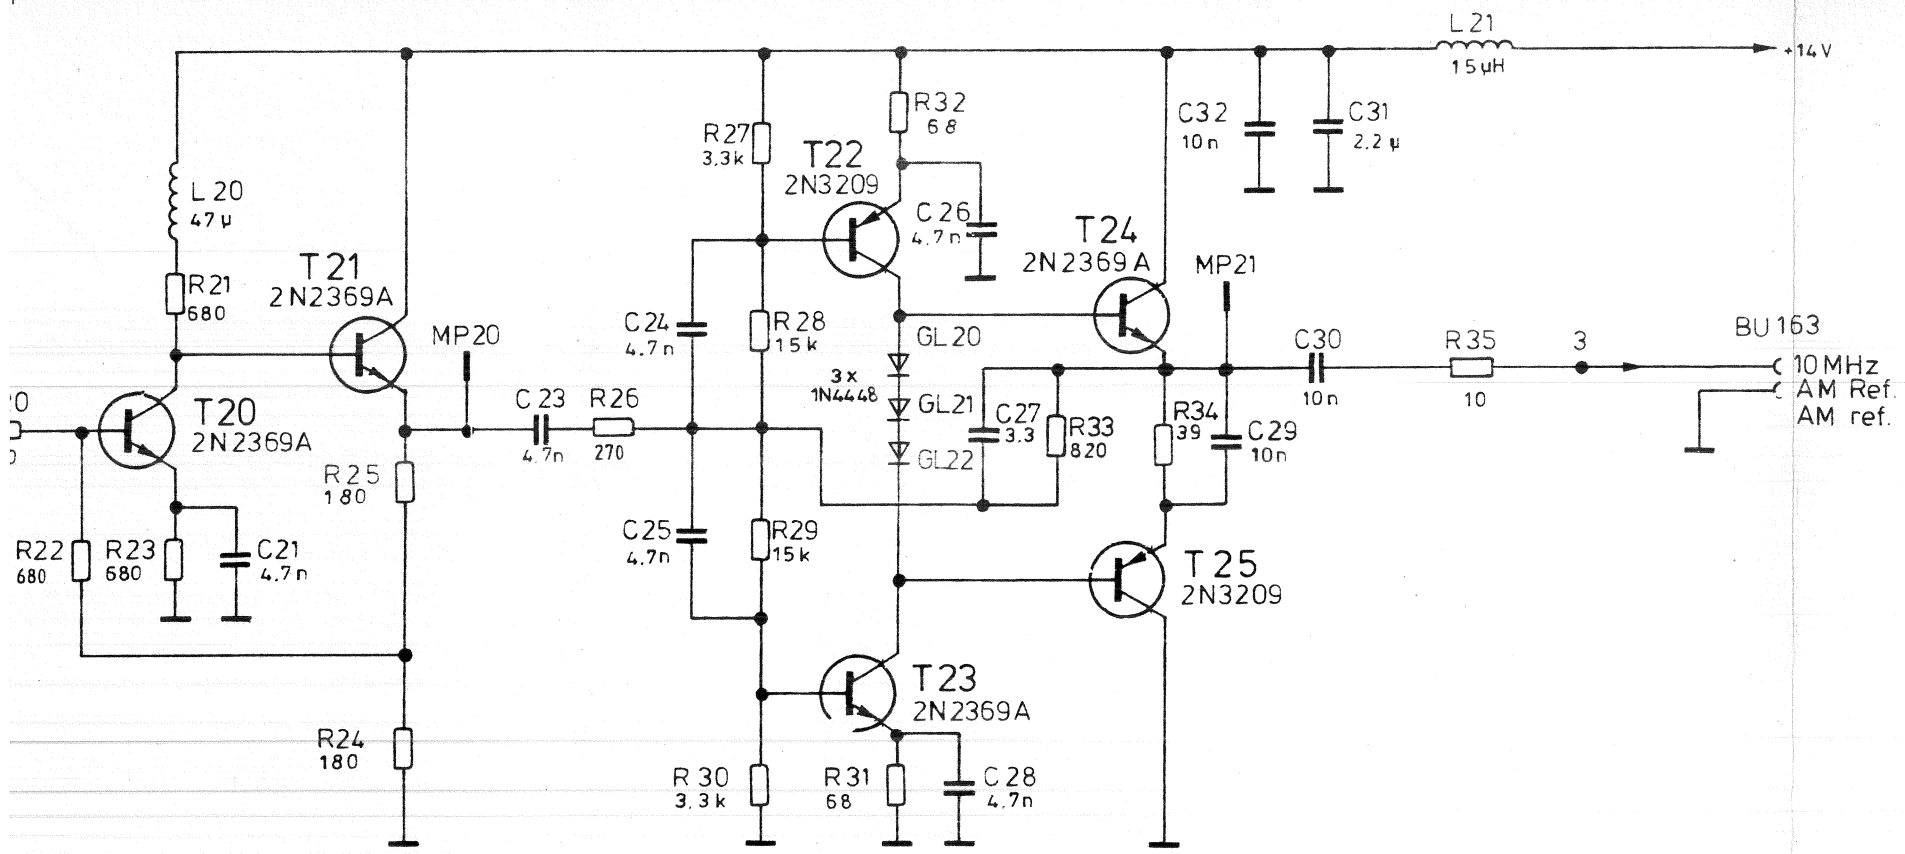 L21
15µH
+14V
R32
68
C32
10n
C31
2,2 µ
R27
3,3k
T22
2N3209
L20
47µ
C26
4.7n
T24
2N2369A
MP21
T21
2N2369A
R21
680
MP20
C24
4.7n
R28
15k
GL20
3x
1N4448
GL21
GL22
C30
10n
R35
10
3
BU163
10MHz
AM Ref.
AM ref.
T20
2N2369A
C23
4.7n
R26
270
C27
3.3
R33
820
R34
39
C29
10n
R25
180
C25
4.7n
R29
15k
R22
680
R23
680
C21
4.7n
T25
2N3209
T23
2N2369A
R24
180
R30
3,3k
R31
68
C28
4.7n